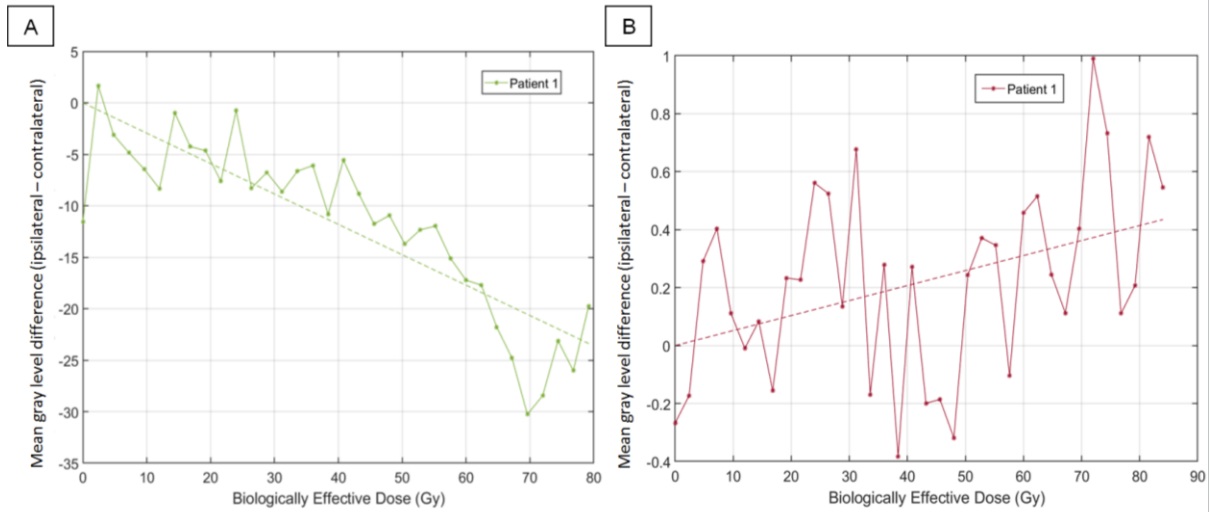 A
Mean gray level difference (ipsilateral – contralateral)
5
0
-5
-10
-15
-20
-25
-30
-35
Patient 1
0 10 20 30 40 50 60 70 80
Biologically Effective Dose (Gy)
B
Mean gray level difference (ipsilateral – contralateral)
1
0.8
0.6
0.4
0.2
0
-0.2
-0.4
Patient 1
0 10 20 30 40 50 60 70 80 90
Biologically Effective Dose (Gy)